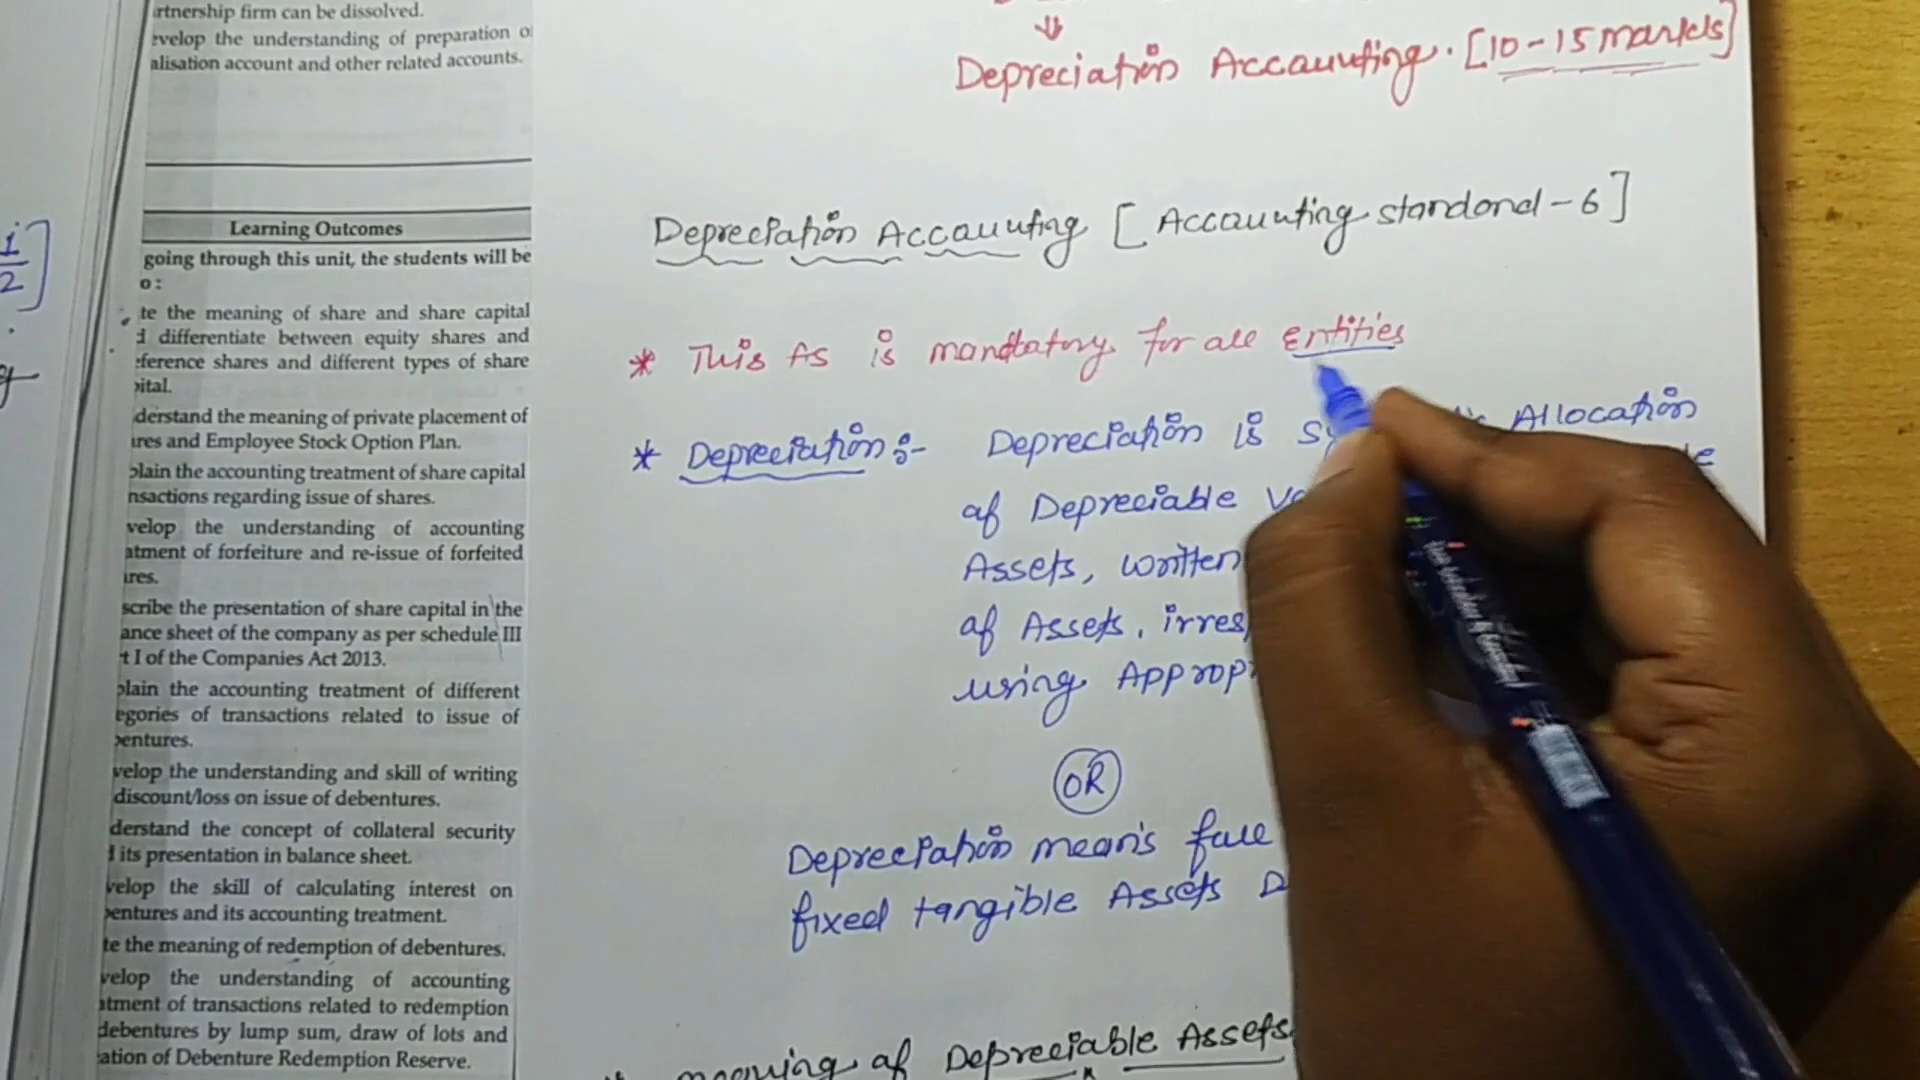 partnership firm can be dissolved.
develop the understanding of preparation of
alisation account and other related accounts.
Learning Outcomes
going through this unit, the students will be
o:
te the meaning of share and share capital
d differentiate between equity shares and
eference shares and different types of share
pital.
derstand the meaning of private placement of
ares and Employee Stock Option Plan.
plain the accounting treatment of share capital
nsactions regarding issue of shares.
velop the understanding of accounting
atment of forfeiture and re-issue of forfeited
ares.
scribe the presentation of share capital in the
ance sheet of the company as per schedule III
t I of the Companies Act 2013.
plain the accounting treatment of different
egories of transactions related to issue of
bentures.
velop the understanding and skill of writing
discount/loss on issue of debentures.
derstand the concept of collateral security
d its presentation in balance sheet.
velop the skill of calculating interest on
bentures and its accounting treatment.
te the meaning of redemption of debentures.
velop the understanding of accounting
atment of transactions related to redemption
debentures by lump sum, draw of lots and
ation of Debenture Redemption Reserve.
1/2]
Depreciation Accounting. [10-15 marks]
Depreciation Accounting [Accounting standard-6]
* This AS is mandatory for all entities
* Depreciation:- Depreciation is Allocation
of Depreciable
Assets, written
of Assets, 
using
OR
Depreciation mean's fall
fixed tangible Assets
meaning of Depreciable Assets